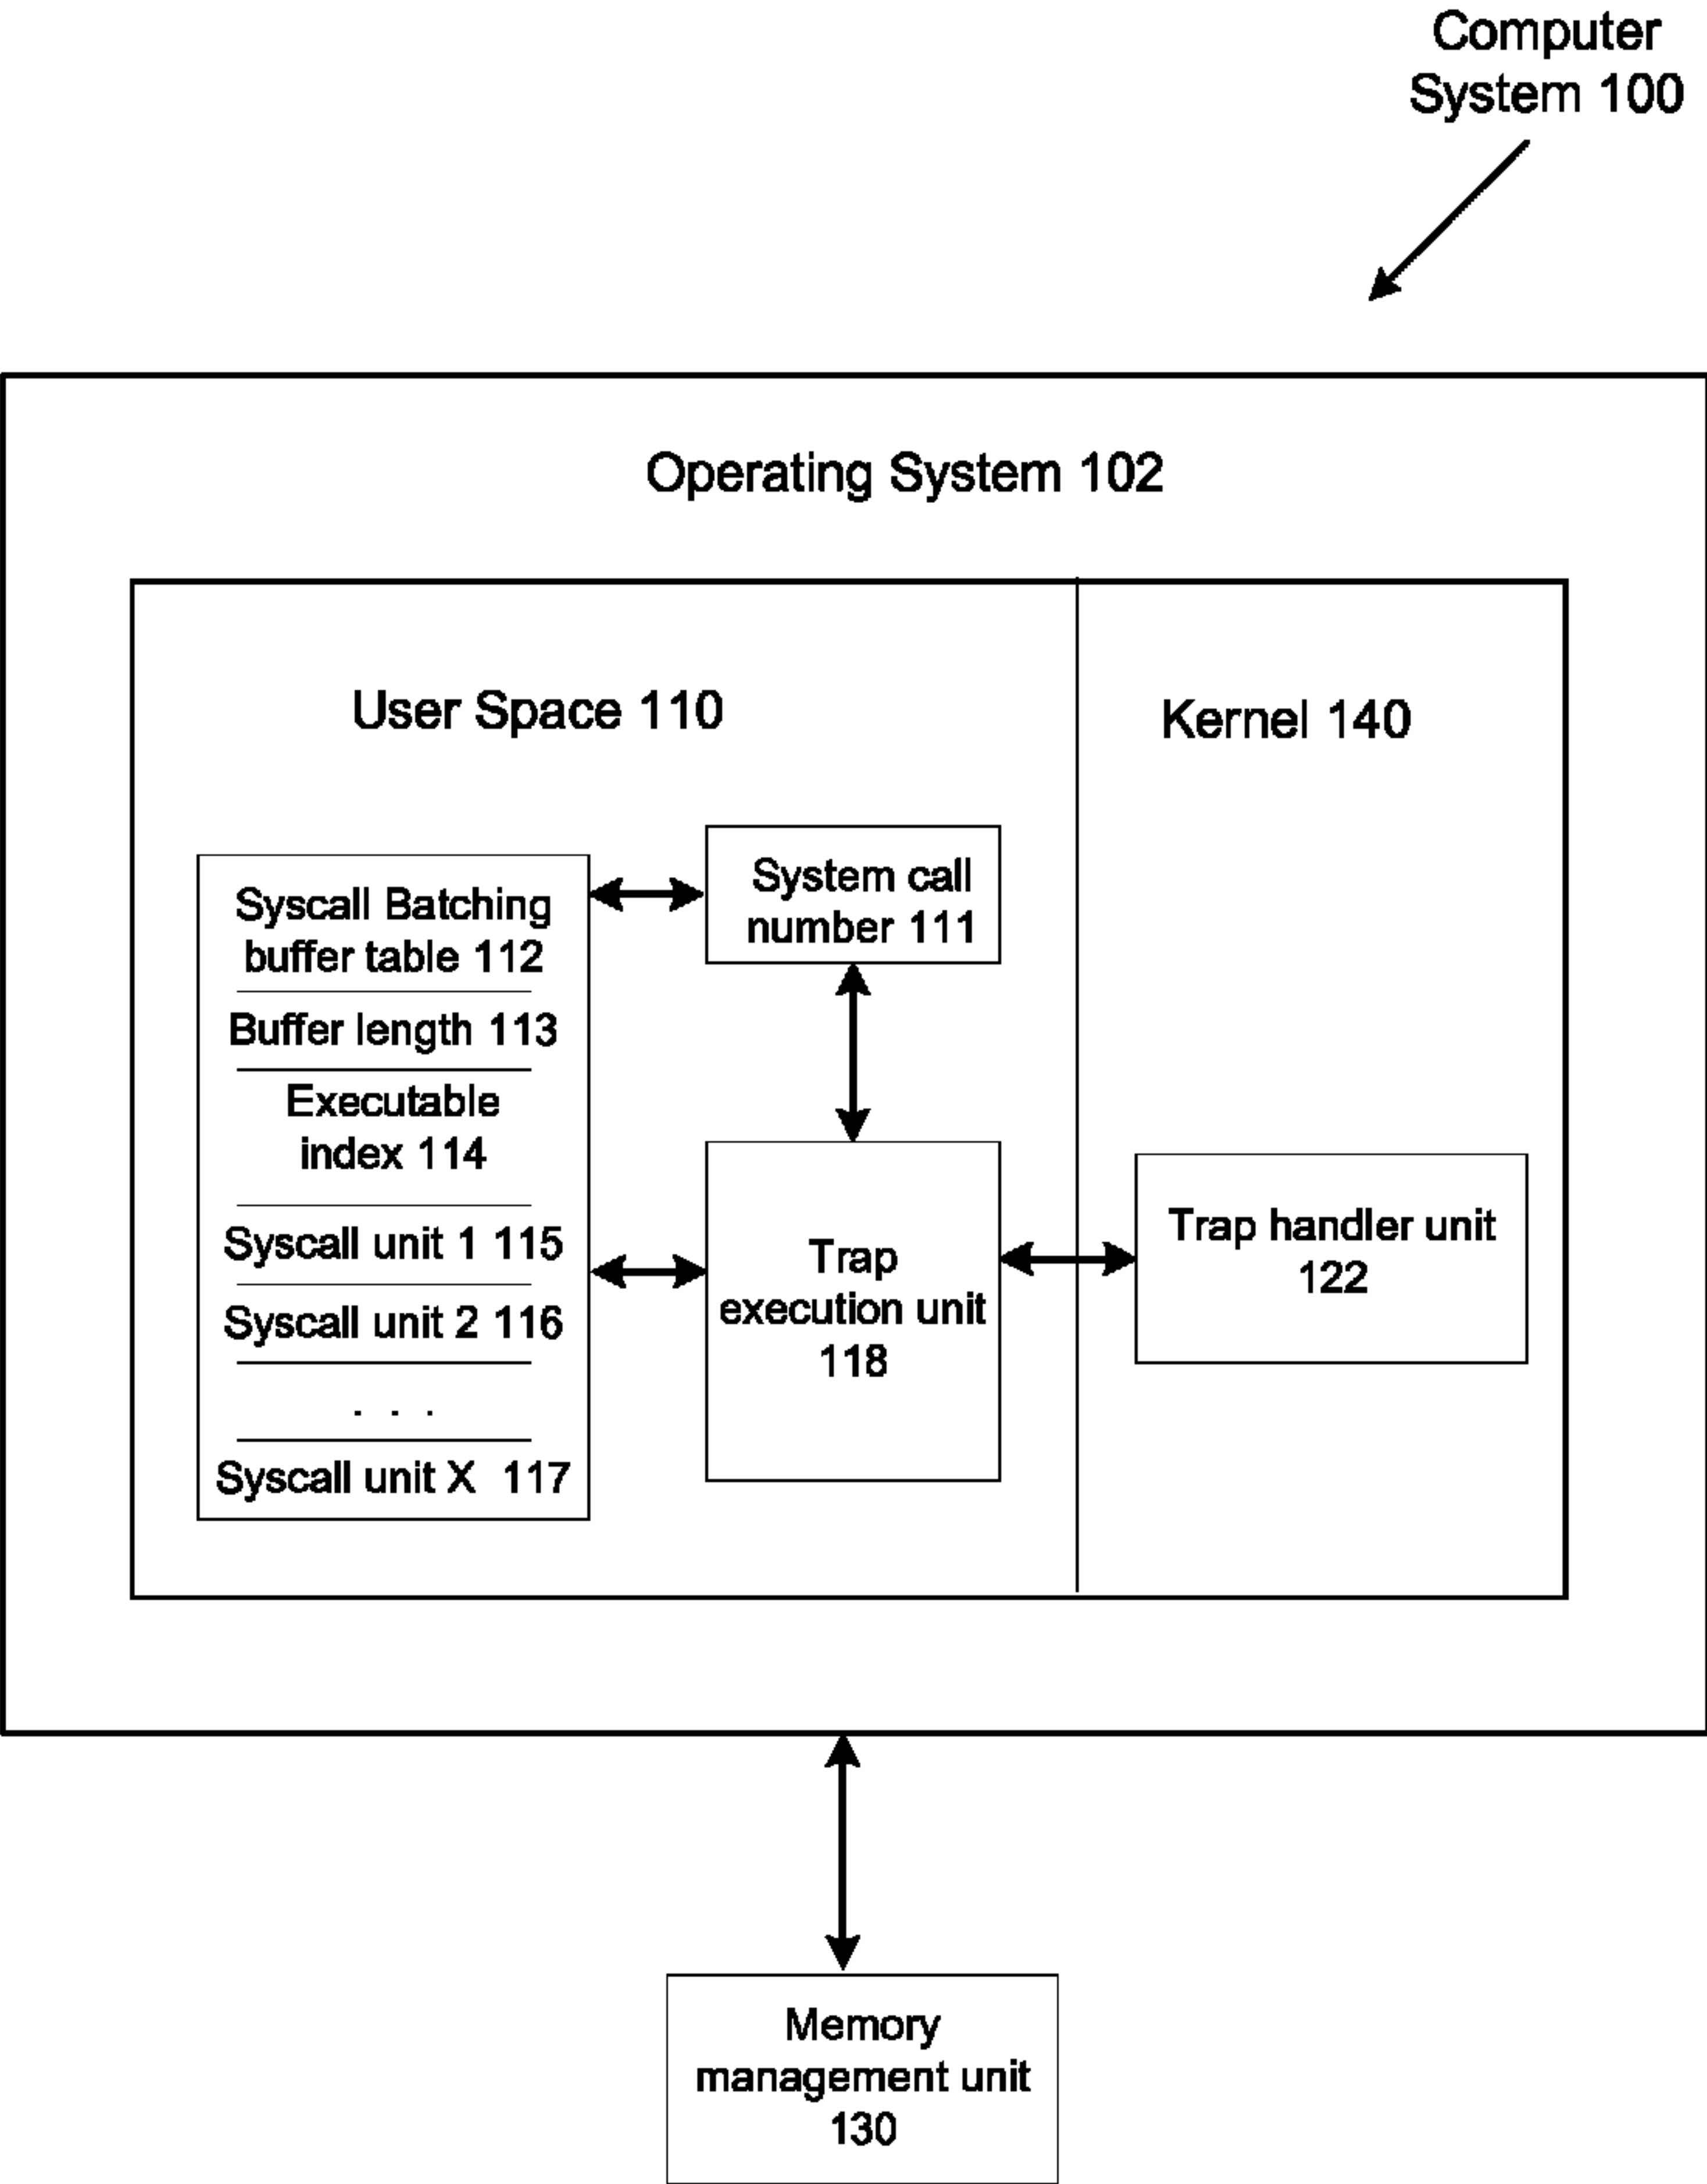 Computer
System 100
Operating System 102
User Space 110
Kernel 140
Syscall Batching
buffer table 112
Buffer length 113
Executable
index 114
Syscall unit 1 115
Syscall unit 2 116
. . .
Syscall unit X 117
System call
number 111
Trap
execution unit
118
Trap handler unit
122
Memory
management unit
130